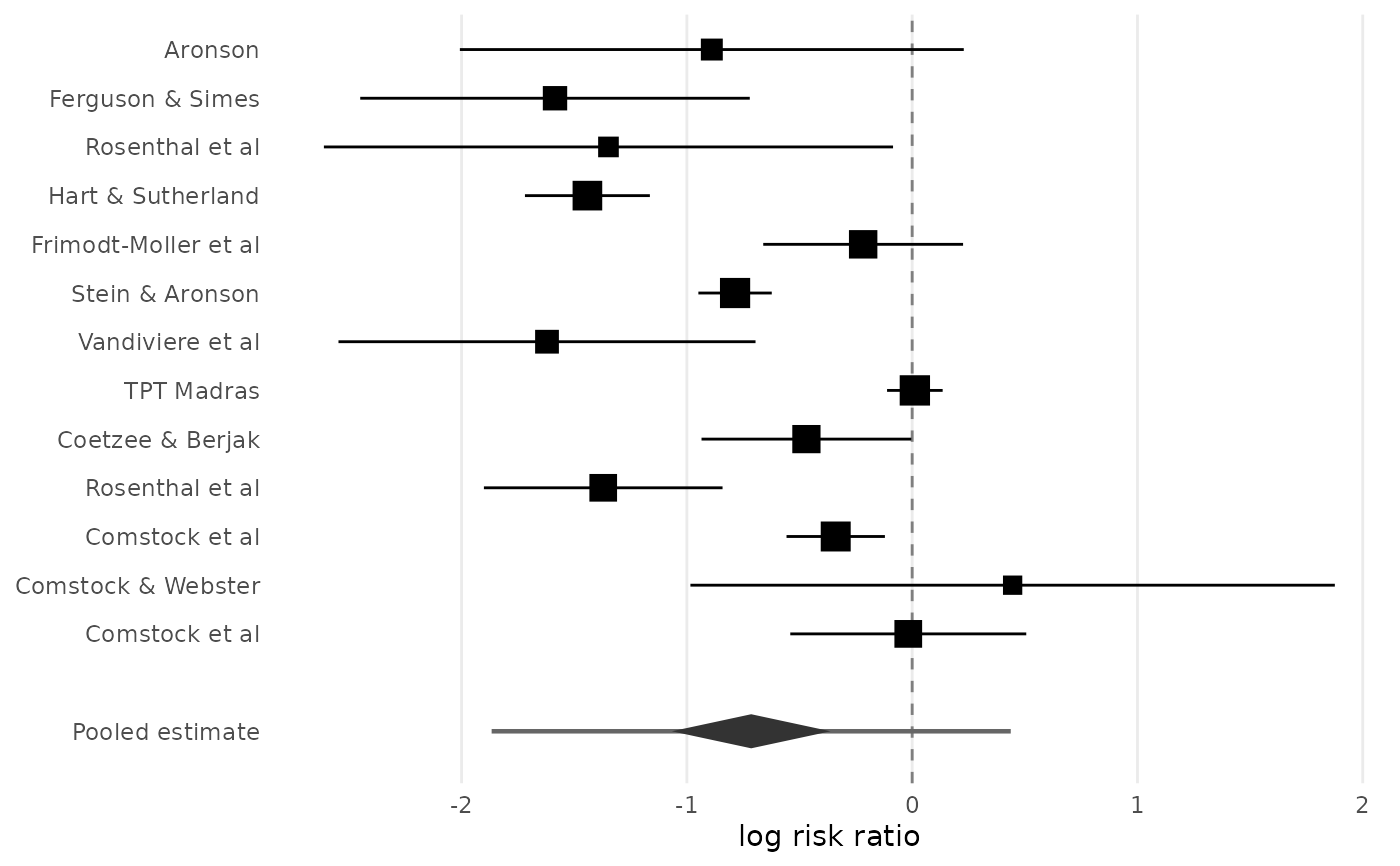 Aronson
Ferguson & Simes
Rosenthal et al
Hart & Sutherland
Frimodt-Moller et al
Stein & Aronson
Vandiviere et al
TPT Madras
Coetzee & Berjak
Rosenthal et al
Comstock et al
Comstock & Webster
Comstock et al
Pooled estimate
-2 -1 0 1 2
log risk ratio